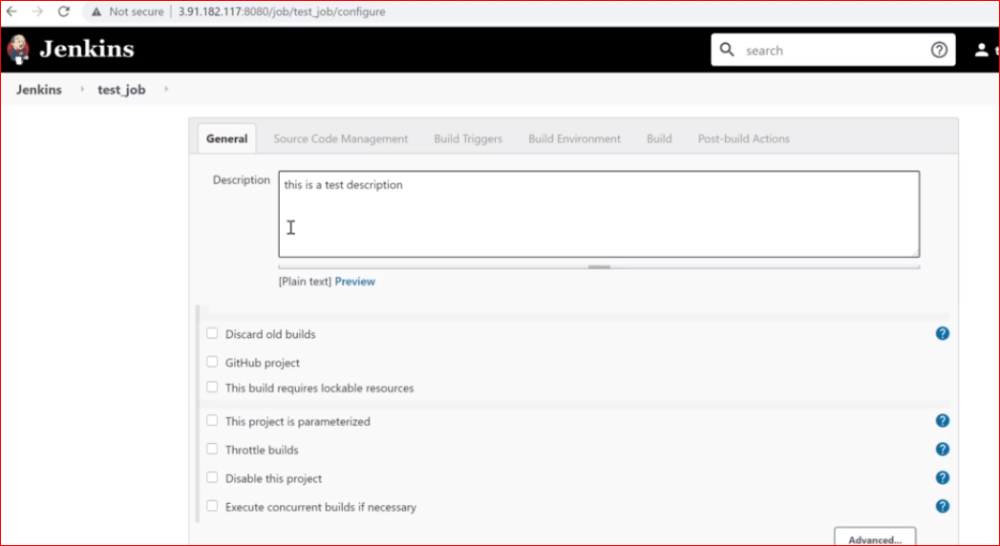 Not secure | 3.91.182.117:8080/job/test_job/configure
Jenkins
search
Jenkins test_job
General Source Code Management Build Triggers Build Environment Build Post-build Actions
Description
this is a test description
[Plain text] Preview
Discard old builds
GitHub project
This build requires lockable resources
This project is parameterized
Throttle builds
Disable this project
Execute concurrent builds if necessary
Advanced...